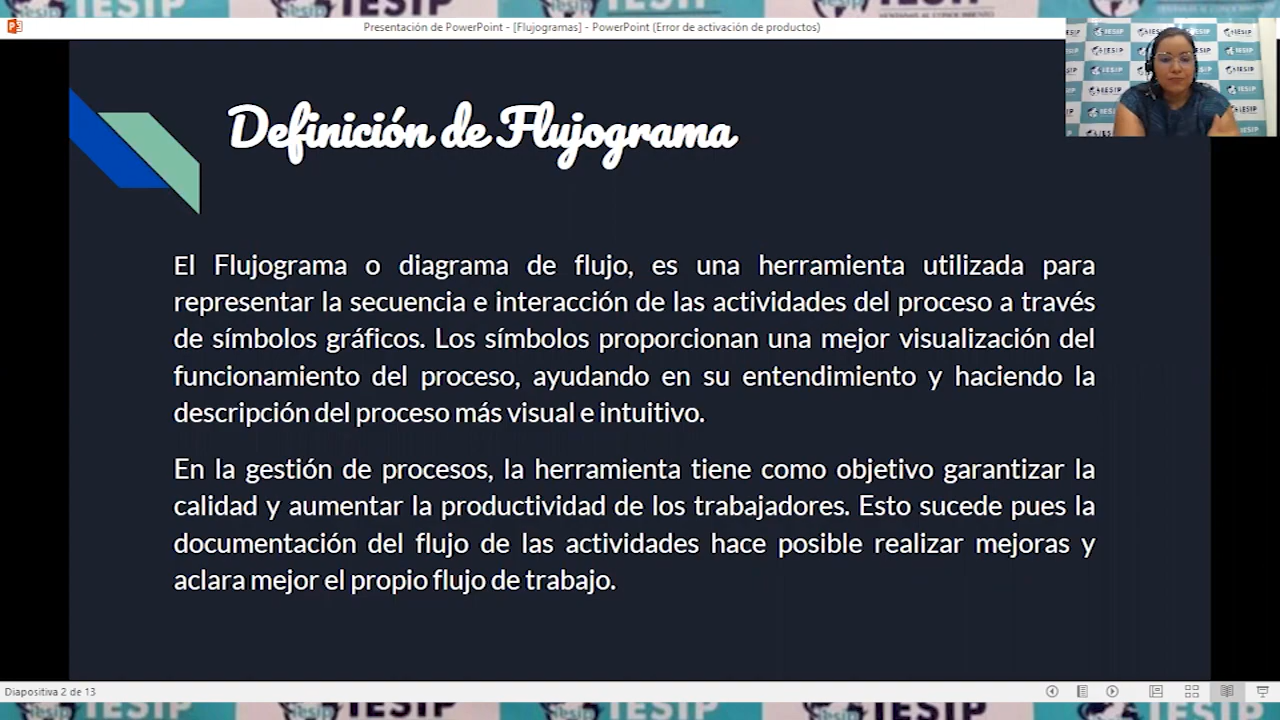 Presentación de PowerPoint - [Flujogramas] - PowerPoint (Error de activación de productos)
IESIP
Definición de Flujograma
El Flujograma o diagrama de flujo, es una herramienta utilizada para
representar la secuencia e interacción de las actividades del proceso a través
de símbolos gráficos. Los símbolos proporcionan una mejor visualización del
funcionamiento del proceso, ayudando en su entendimiento y haciendo la
descripción del proceso más visual e intuitivo.
En la gestión de procesos, la herramienta tiene como objetivo garantizar la
calidad y aumentar la productividad de los trabajadores. Esto sucede pues la
documentación del flujo de las actividades hace posible realizar mejoras y
aclara mejor el propio flujo de trabajo.
Diapositiva 2 de 13